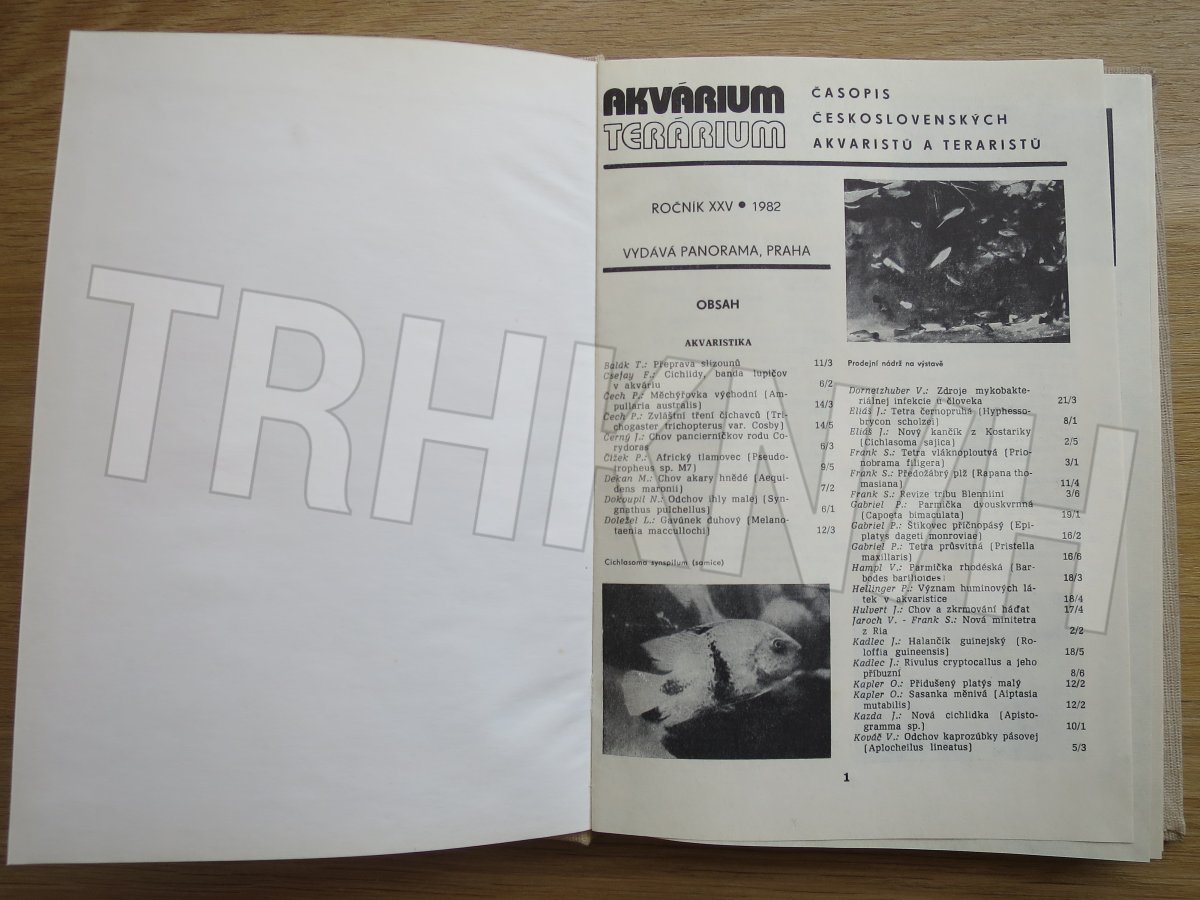 AKVÁRIUM
TERÁRIUM
ČASOPIS
ČESKOSLOVENSKÝCH
AKVARISTŮ A TERARISTŮ
ROČNÍK XXV • 1982
VYDÁVÁ PANORAMA, PRAHA
OBSAH
AKVARISTIKA
Balák T.: Přeprava slizounů 11/3
Csefay F.: Cichlidy, banda lupičov
v akváriu 6/2
Čech P.: Měchýřovka východní (Am-
pullaria australis) 14/3
Čech P.: Zvláštní tření čichavců (Tri-
chogaster trichopterus var. Cosby) 14/5
Černý J.: Chov pancierničkov rodu Co-
rydoras 6/3
Čížek P.: Africký tlamovec (Pseudo-
tropheus sp. M7) 9/5
Dekan M.: Chov akary hnědé (Aequi-
dens maronii) 7/2
Dokoupil N.: Odchov ihly malej (Syn-
gnathus pulchellus) 6/1
Doležel L.: Gavúnek duhový (Melano-
taenia maccullochi) 12/3
Cichlasoma synspilum (samice)
Prodejní nádrž na výstavě
Dornetzhuber V.: Zdroje mykobakte-
riálnej infekcie u človeka 21/3
Eliáš J.: Tetra černopruhá (Hyphesso-
brycon scholzei) 8/1
Eliáš J.: Nový kančík z Kostariky
(Cichlasoma sajica) 2/5
Frank S.: Tetra vláknoploutvá (Prio-
nobrama filigera) 3/1
Frank S.: Předožábrý plž (Rapana tho-
masiana) 11/4
Frank S.: Revize tribu Blenniini 3/6
Gabriel P.: Parmička dvouskvrnná
(Capoeta bimaculata) 19/1
Gabriel P.: Štikovec příčnopásý (Epi-
platys dageti monroviae) 16/2
Gabriel P.: Tetra průsvitná (Pristella
maxillaris) 16/6
Hampl V.: Parmička rhodéská (Bar-
bodes barilioides) 18/3
Hellinger P.: Význam huminových lá-
tek v akvaristice 18/4
Hulvert J.: Chov a zkrmování háďat 17/4
Jaroch V. - Frank S.: Nová minitetra
z Ria 2/2
Kadlec J.: Halančík guinejský (Ro-
loffia guineensis) 18/5
Kadlec J.: Rivulus cryptocallus a jeho
příbuzní 8/6
Kapler O.: Přidušený platýs malý 12/2
Kapler O.: Sasanka měnivá (Aiptasia
mutabilis) 12/2
Kazda J.: Nová cichlidka (Apisto-
gramma sp.) 10/1
Kováč V.: Odchov kaprozúbky pásovej
(Aplocheilus lineatus) 5/3
1
TRHKNIH